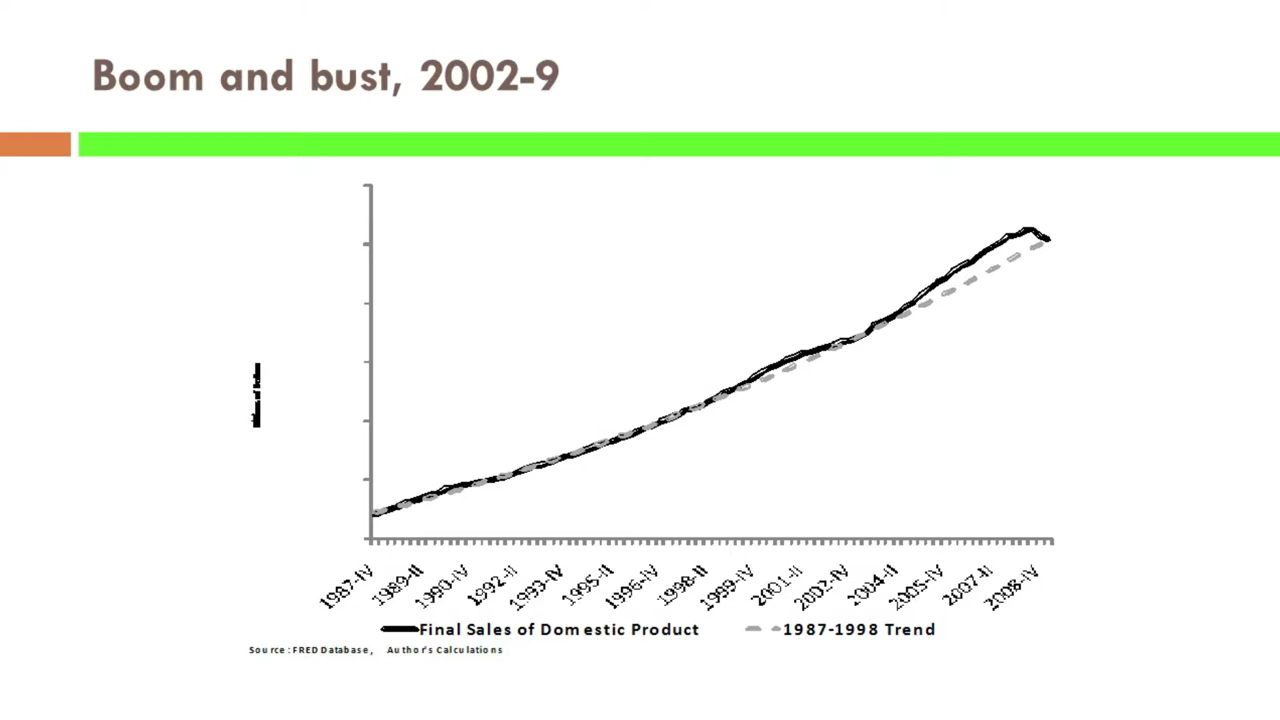 Boom and bust, 2002-9
1987-IV
1989-II
1990-IV
1992-II
1993-IV
1995-II
1996-IV
1998-II
1999-IV
2001-II
2002-IV
2004-II
2005-IV
2007-II
2008-IV
Final Sales of Domestic Product
1987-1998 Trend
Source: FRED Database, Author's Calculations